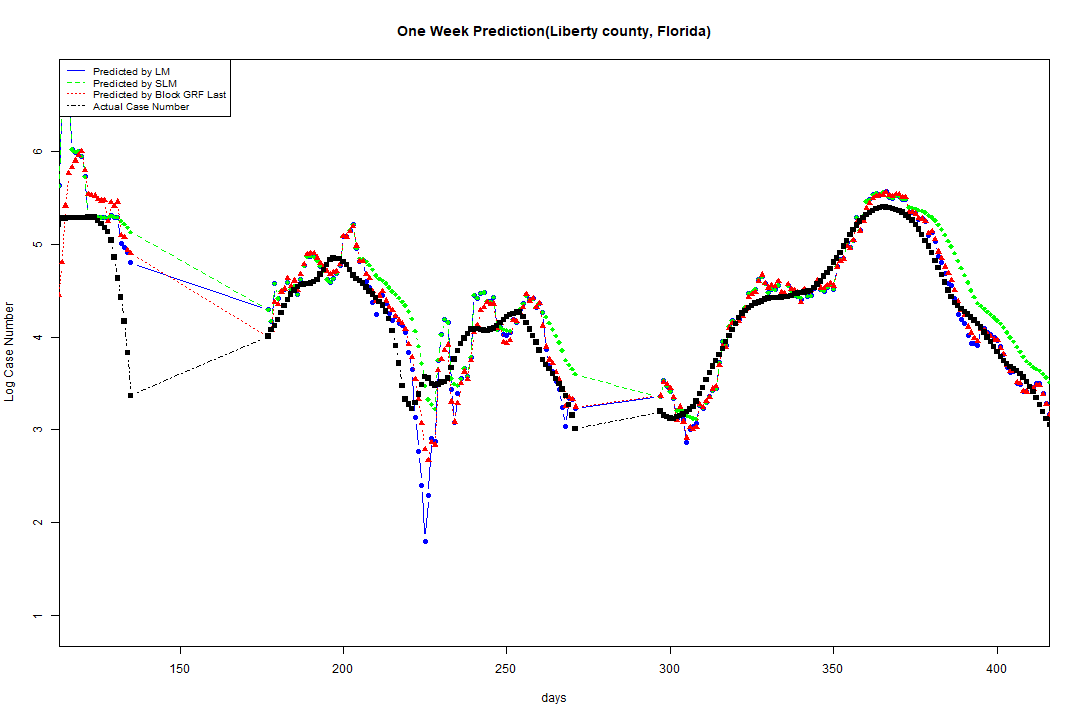 One Week Prediction(Liberty county, Florida)
Predicted by LM
Predicted by SLM
Predicted by Block GRF Last
Actual Case Number
Log Case Number
6
5
4
3
2
1
150 200 250 300 350 400
days